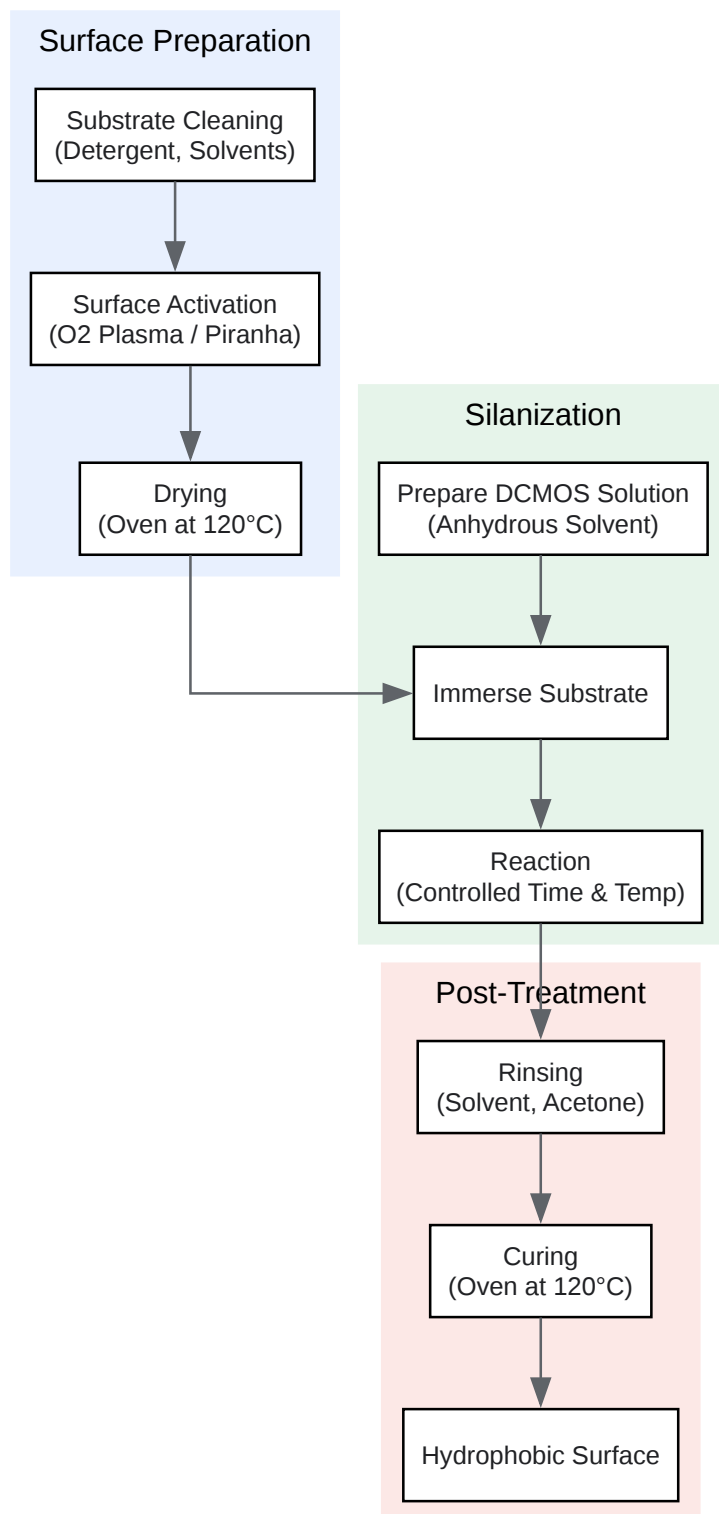 Surface Preparation
Substrate Cleaning
(Detergent, Solvents)
Surface Activation
(O2 Plasma / Piranha)
Drying
(Oven at 120°C)
Silanization
Prepare DCMOS Solution
(Anhydrous Solvent)
Immerse Substrate
Reaction
(Controlled Time & Temp)
Post-Treatment
Rinsing
(Solvent, Acetone)
Curing
(Oven at 120°C)
Hydrophobic Surface